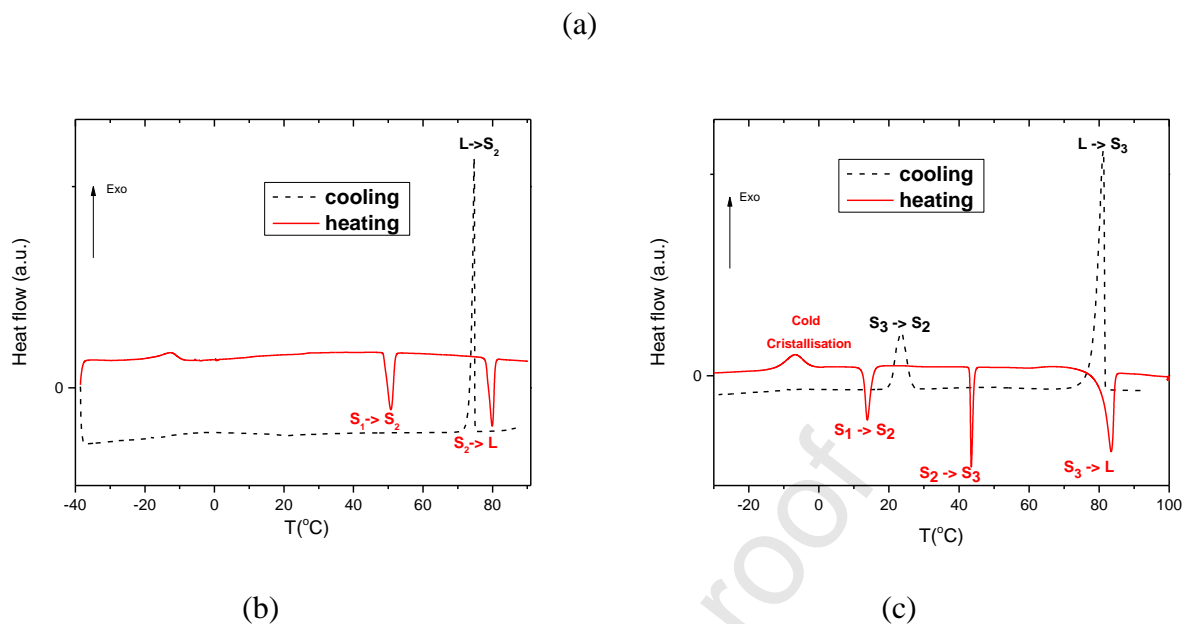 (a)
L->S₂
Exo
cooling
heating
Heat flow (a.u.)
0
S₁-> S₂
S₂-> L
-40 -20 0 20 40 60 80
T(°C)
(b)
L -> S₃
Exo
cooling
heating
Heat flow (a.u.)
Cold
Cristallisation
S₃ -> S₂
0
S₁ -> S₂
S₂ -> S₃
S₃ -> L
0 20 40 60 80 100
T(°C)
(c)
roof